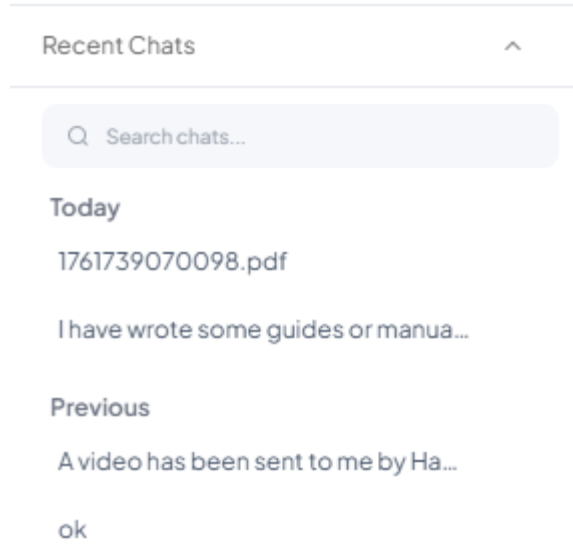 Recent Chats
Search chats...
Today
1761739070098.pdf
I have wrote some guides or manua...
Previous
A video has been sent to me by Ha...
ok